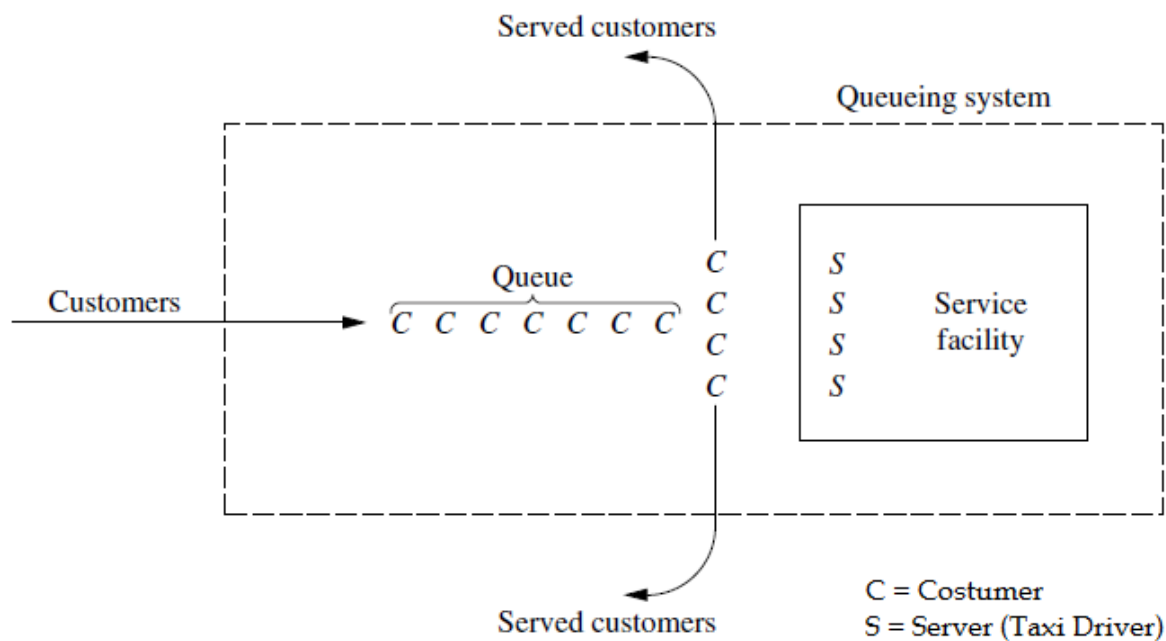 Served customers
Queueing system
Customers
Queue
C C C C C C C
C
C
C
C
S
S
S
S
Service
facility
Served customers
C = Costumer
S = Server (Taxi Driver)